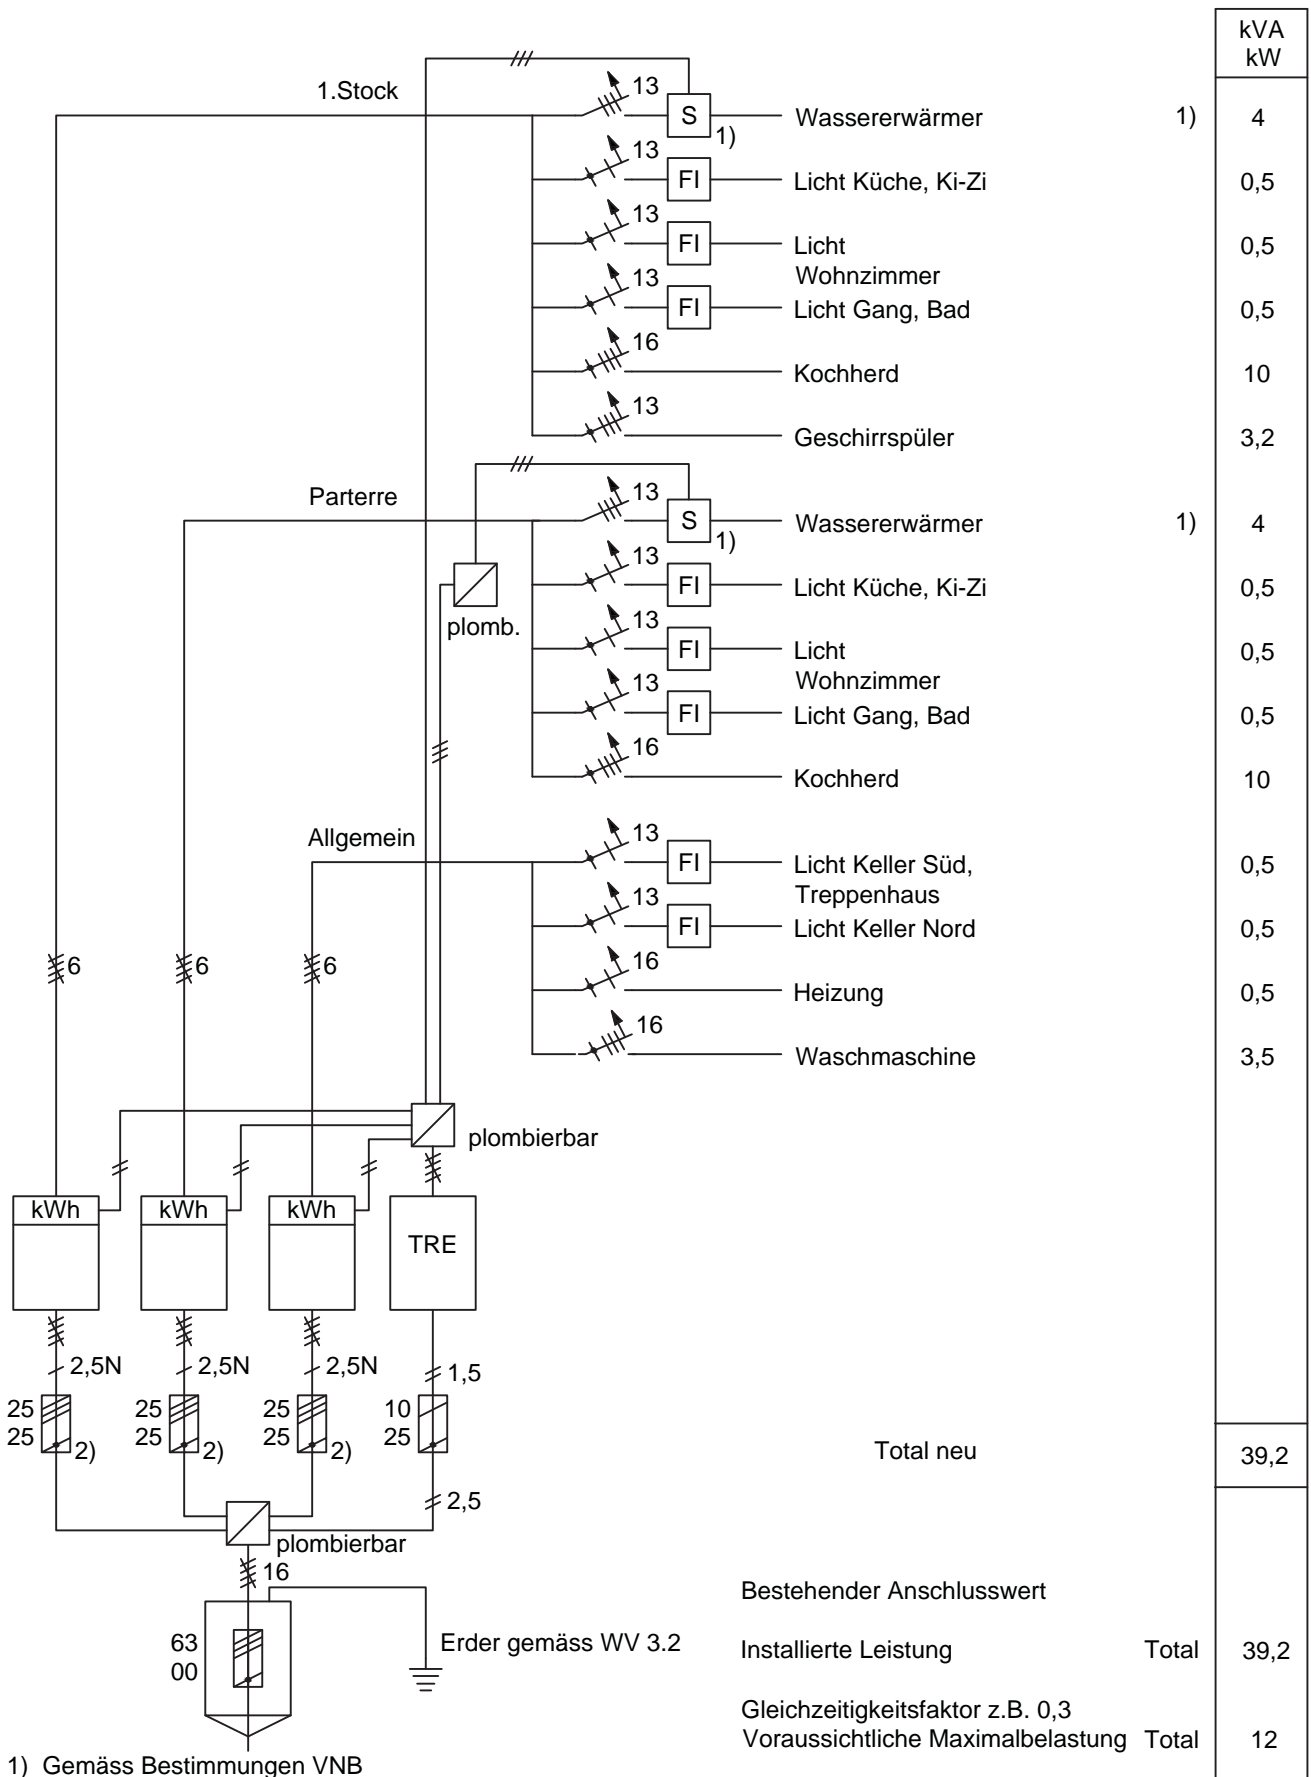 kVA
kW
1.Stock
13
S
1)
Wassererwärmer 1) 4
13
FI
Licht Küche, Ki-Zi 0,5
13
FI
Licht 0,5
Wohnzimmer
13
FI
Licht Gang, Bad 0,5
16
Kochherd 10
13
Geschirrspüler 3,2
Parterre
13
S
1)
Wassererwärmer 1) 4
13
FI
Licht Küche, Ki-Zi 0,5
plomb.
13
FI
Licht 0,5
Wohnzimmer
13
FI
Licht Gang, Bad 0,5
16
Kochherd 10
Allgemein
13
FI
Licht Keller Süd, 0,5
Treppenhaus
13
FI
Licht Keller Nord 0,5
6 6 6
16
Heizung 0,5
16
Waschmaschine 3,5
plombierbar
kWh kWh kWh
TRE
2,5N 2,5N 2,5N 1,5
25 25 25 10
25 2) 25 2) 25 2) 25
Total neu 39,2
2,5
plombierbar
16
Bestehender Anschlusswert
63
00
Erder gemäss WV 3.2
Installierte Leistung Total 39,2
Gleichzeitigkeitsfaktor z.B. 0,3
Voraussichtliche Maximalbelastung Total 12
1) Gemäss Bestimmungen VNB